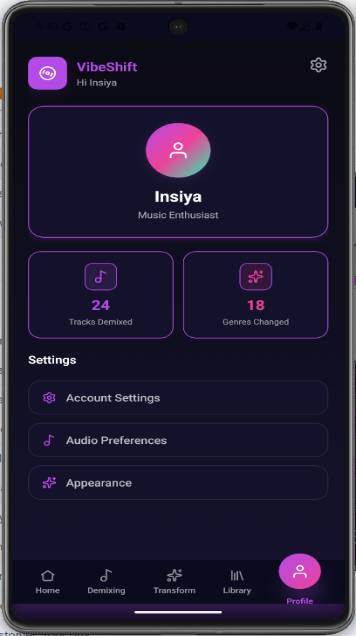 VibeShift
Hi Insiya
Insiya
Music Enthusiast
24
Tracks Demixed
18
Genres Changed
Settings
Account Settings
Audio Preferences
Appearance
Home
Demixing
Transform
Library
Profile